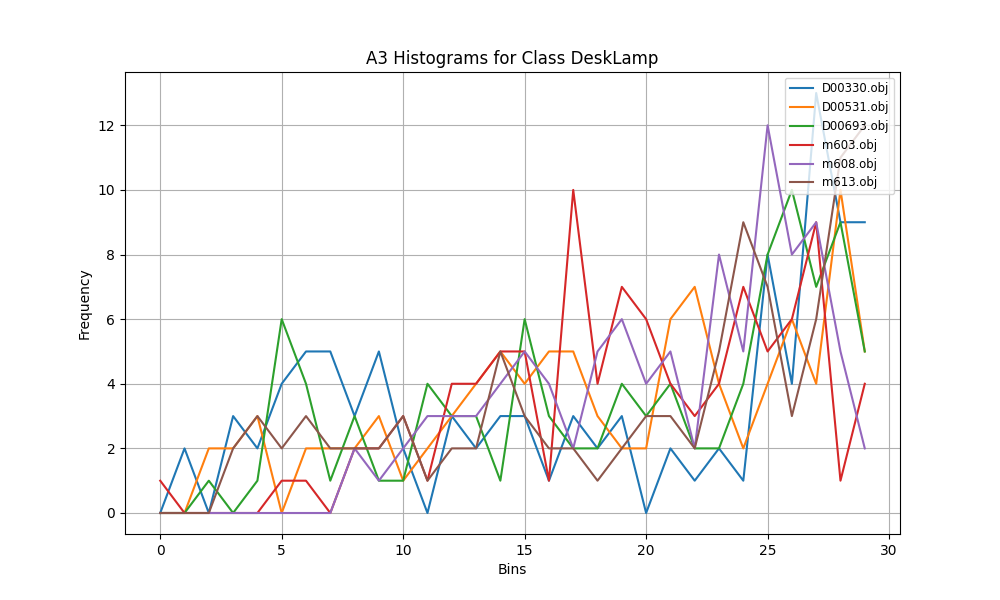 A3 Histograms for Class DeskLamp
D00330.obj
D00531.obj
D00693.obj
m603.obj
m608.obj
m613.obj
Frequency
12
10
8
6
4
2
0
0 5 10 15 20 25 30
Bins